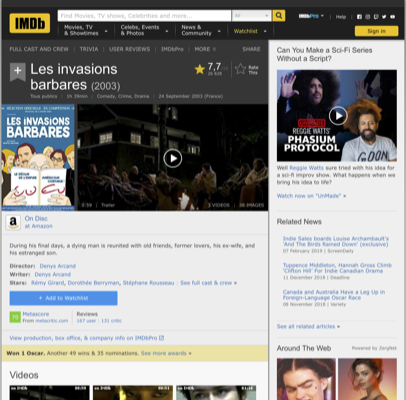 IMDb
Find Movies, TV shows, Celebrities and more...
All
IMDbPro
Help
Movies, TV & Showtimes
Celebs, Events & Photos
News & Community
Watchlist
Sign in
FULL CAST AND CREW | TRIVIA | USER REVIEWS | IMDbPro | MORE
SHARE
Les invasions barbares (2003)
7,7
Rate This
Tous publics | 1h 39min | Comedy, Crime, Drama | 24 September 2003 (France)
LES INVASIONS
BARBARES
0:59 | Trailer
3 VIDEOS | 36 IMAGES
On Disc
at Amazon
During his final days, a dying man is reunited with old friends, former lovers, his ex-wife, and
his estranged son.
Director: Denys Arcand
Writer: Denys Arcand
Stars: Rémy Girard, Dorothée Berryman, Stéphane Rousseau | See full cast & crew »
+ Add to Watchlist
70
Metascore
From metacritic.com
Reviews
167 user | 131 critic
View production, box office, & company info on IMDbPro
Won 1 Oscar. Another 49 wins & 35 nominations. See more awards »
Videos
Can You Make a Sci-Fi Series
Without a Script?
REGGIE WATTS'
PHASIUM
PROTOCOL
Well Reggie Watts sure tried with his idea for
a sci-fi improv show. What happens when we
bring his idea to life?
Watch now on "UnMade" »
Related News
Indie Sales boards Louise Archambault's
'And The Birds Rained Down' (exclusive)
07 February 2019 | ScreenDaily
Tuppence Middleton, Hannah Gross Climb
'Clifton Hill' For Indie Canadian Drama
11 December 2018 | Deadline
Canada and Australia Have a Leg Up in
Foreign-Language Oscar Race
08 November 2018 | Variety
See all related articles »
Around The Web
Powered by ZergNet